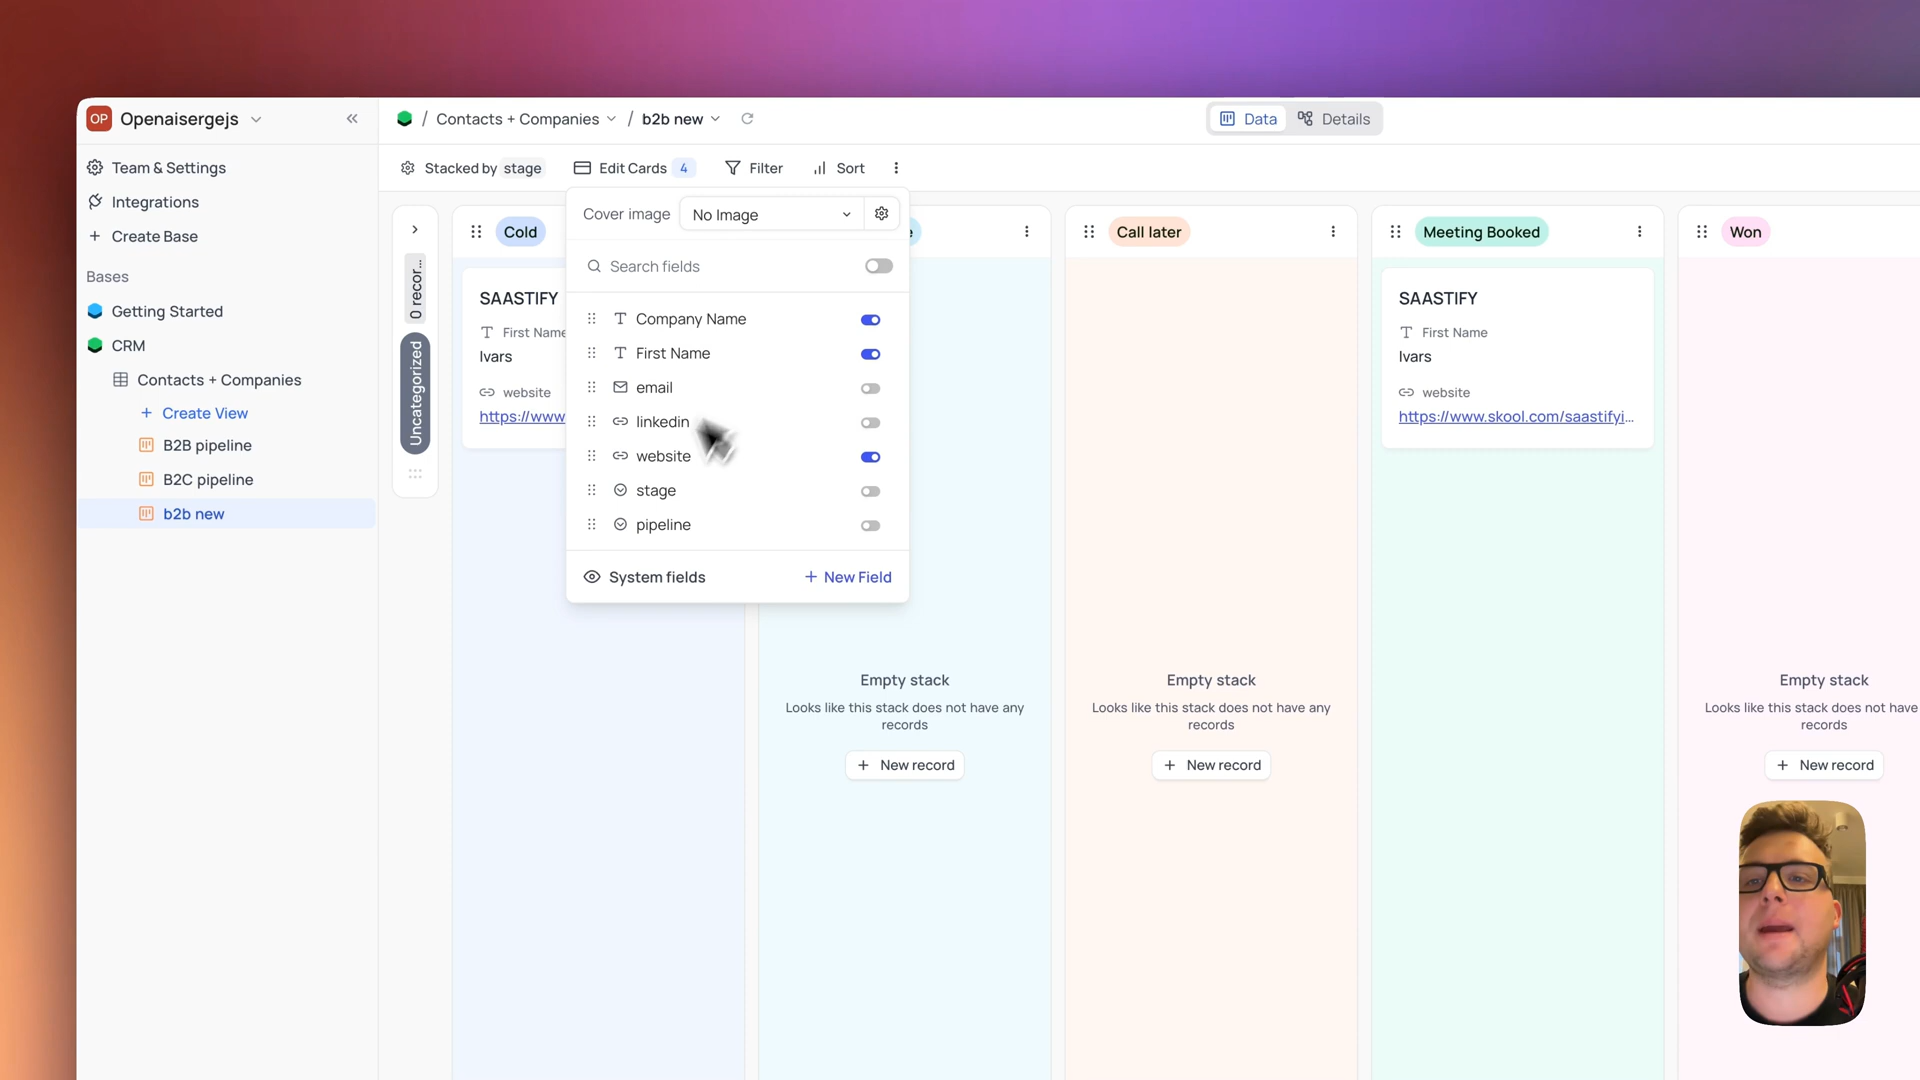 OP Openaisergejs
/ Contacts + Companies / b2b new
Data Details
Team & Settings
Integrations
+ Create Base
Bases
Getting Started
CRM
Contacts + Companies
+ Create View
B2B pipeline
B2C pipeline
b2b new
Stacked by stage
Edit Cards 4
Filter
Sort
Cover image No Image
Search fields
Company Name
First Name
email
linkedin
website
stage
pipeline
System fields
+ New Field
0 recor...
Uncategorized
Cold
SAASTIFY
First Name
Ivars
website
https://www
e
Empty stack
Looks like this stack does not have any
records
+ New record
Call later
Empty stack
Looks like this stack does not have any
records
+ New record
Meeting Booked
SAASTIFY
First Name
Ivars
website
https://www.skool.com/saastifyi...
Won
Empty stack
Looks like this stack does not have
records
+ New record